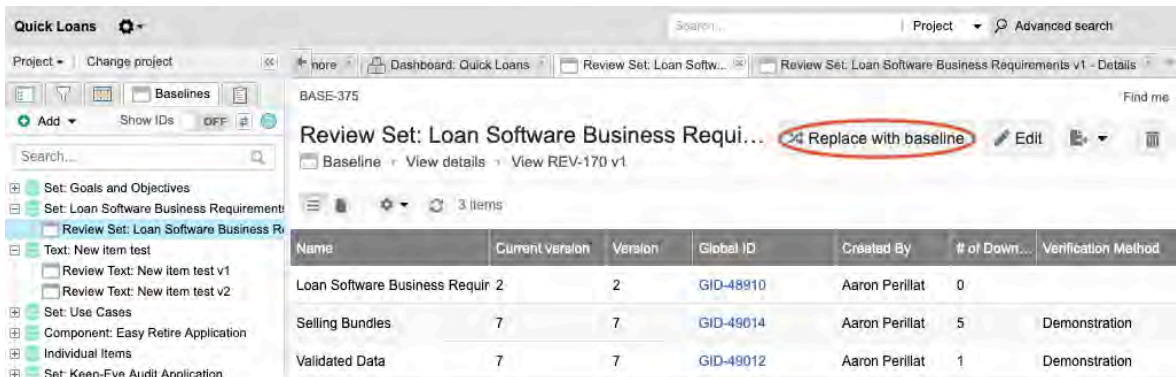 Quick Loans
Search...
Project
Advanced search
Project
Change project
more
Dashboard: Quick Loans
Review Set: Loan Softw...
Review Set: Loan Software Business Requirements v1 - Details
Baselines
BASE-375
Find me
Add
Show IDs
OFF
Review Set: Loan Software Business Requi...
Replace with baseline
Edit
Search...
Baseline
View details
View REV-170 v1
Set: Goals and Objectives
Set: Loan Software Business Requirements
Review Set: Loan Software Business Re
Text: New item test
Review Text: New item test v1
Review Text: New item test v2
Set: Use Cases
Component: Easy Retire Application
Individual Items
Set: Keep-Eye Audit Application
3 items
Name Current version Version Global ID Created By # of Down... Verification Method
Loan Software Business Requir 2 2 GID-48910 Aaron Perillat 0
Selling Bundles 7 7 GID-49014 Aaron Perillat 5 Demonstration
Validated Data 7 7 GID-49012 Aaron Perillat 1 Demonstration